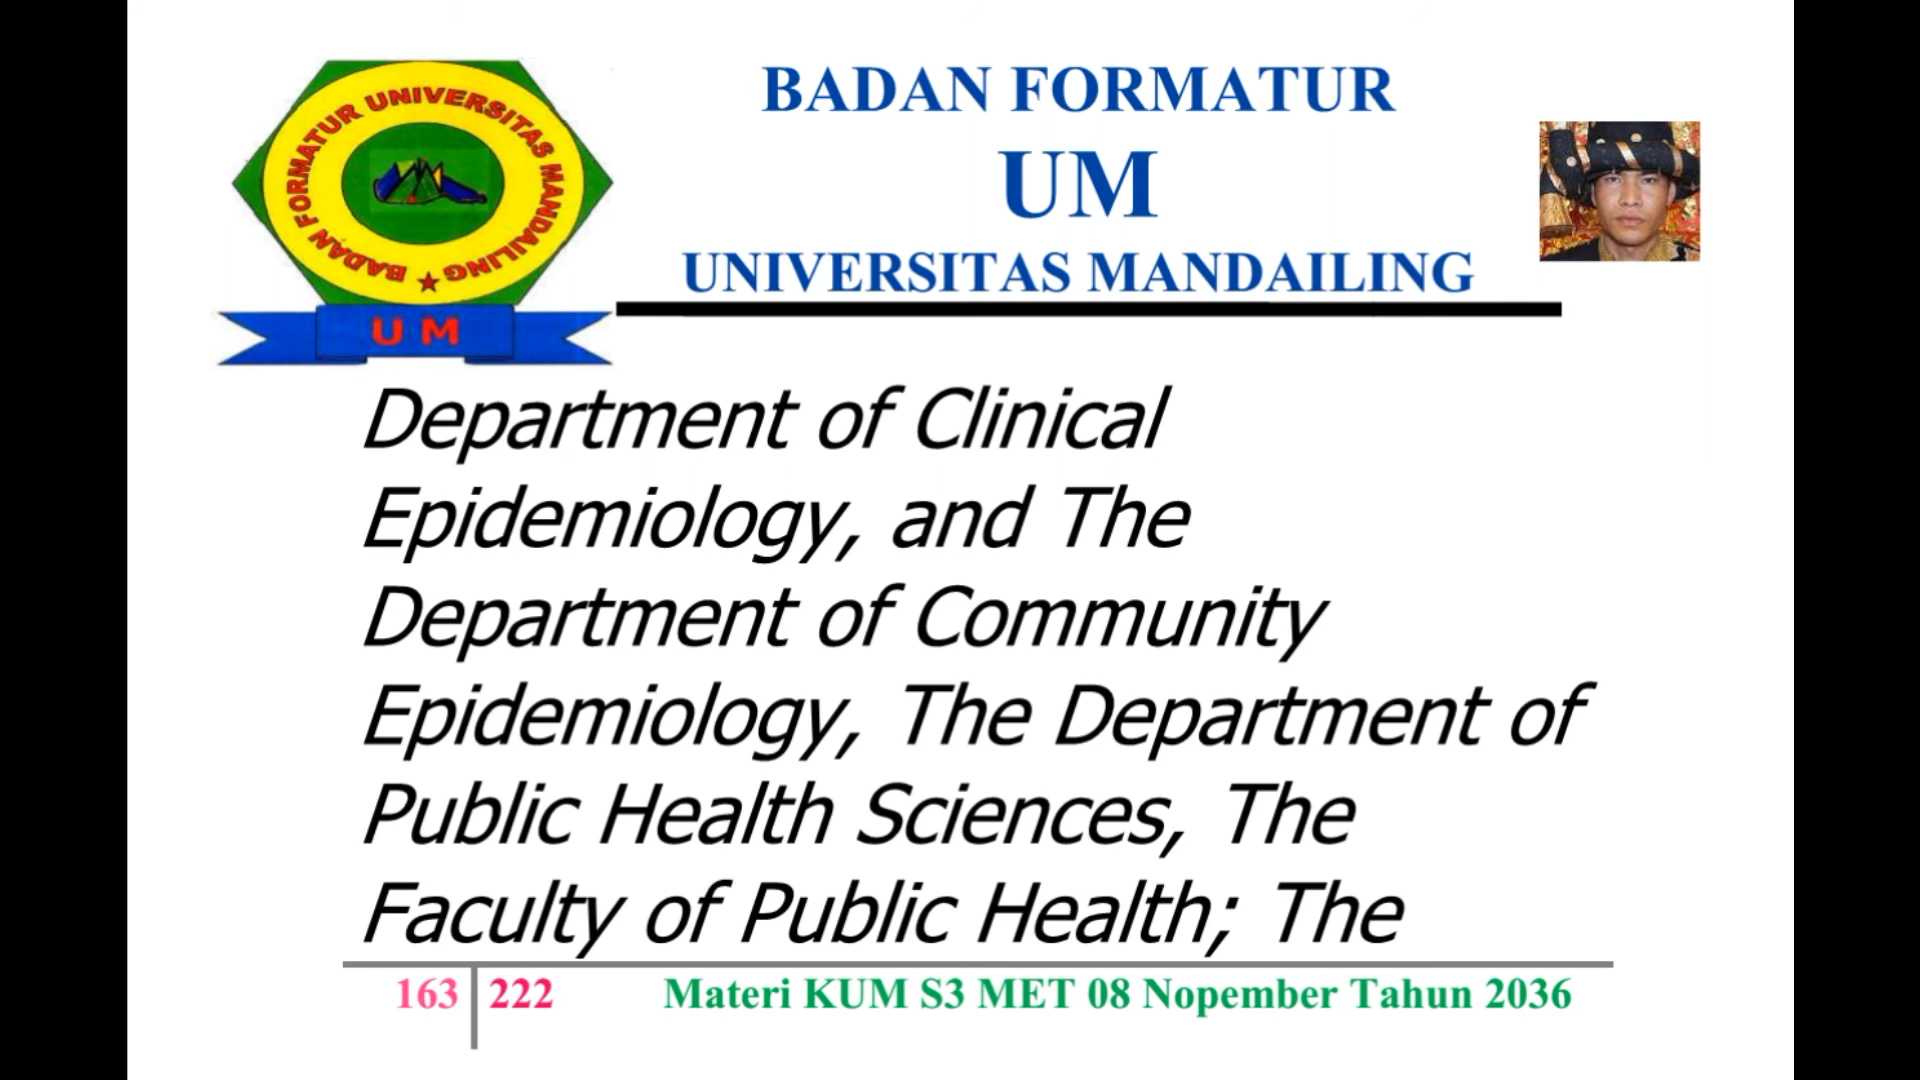 BADAN FORMATUR UNIVERSITAS MANDAILING
UM
BADAN FORMATUR
UM
UNIVERSITAS MANDAILING
Department of Clinical
Epidemiology, and The
Department of Community
Epidemiology, The Department of
Public Health Sciences, The
Faculty of Public Health; The
163 222 Materi KUM S3 MET 08 Nopember Tahun 2036